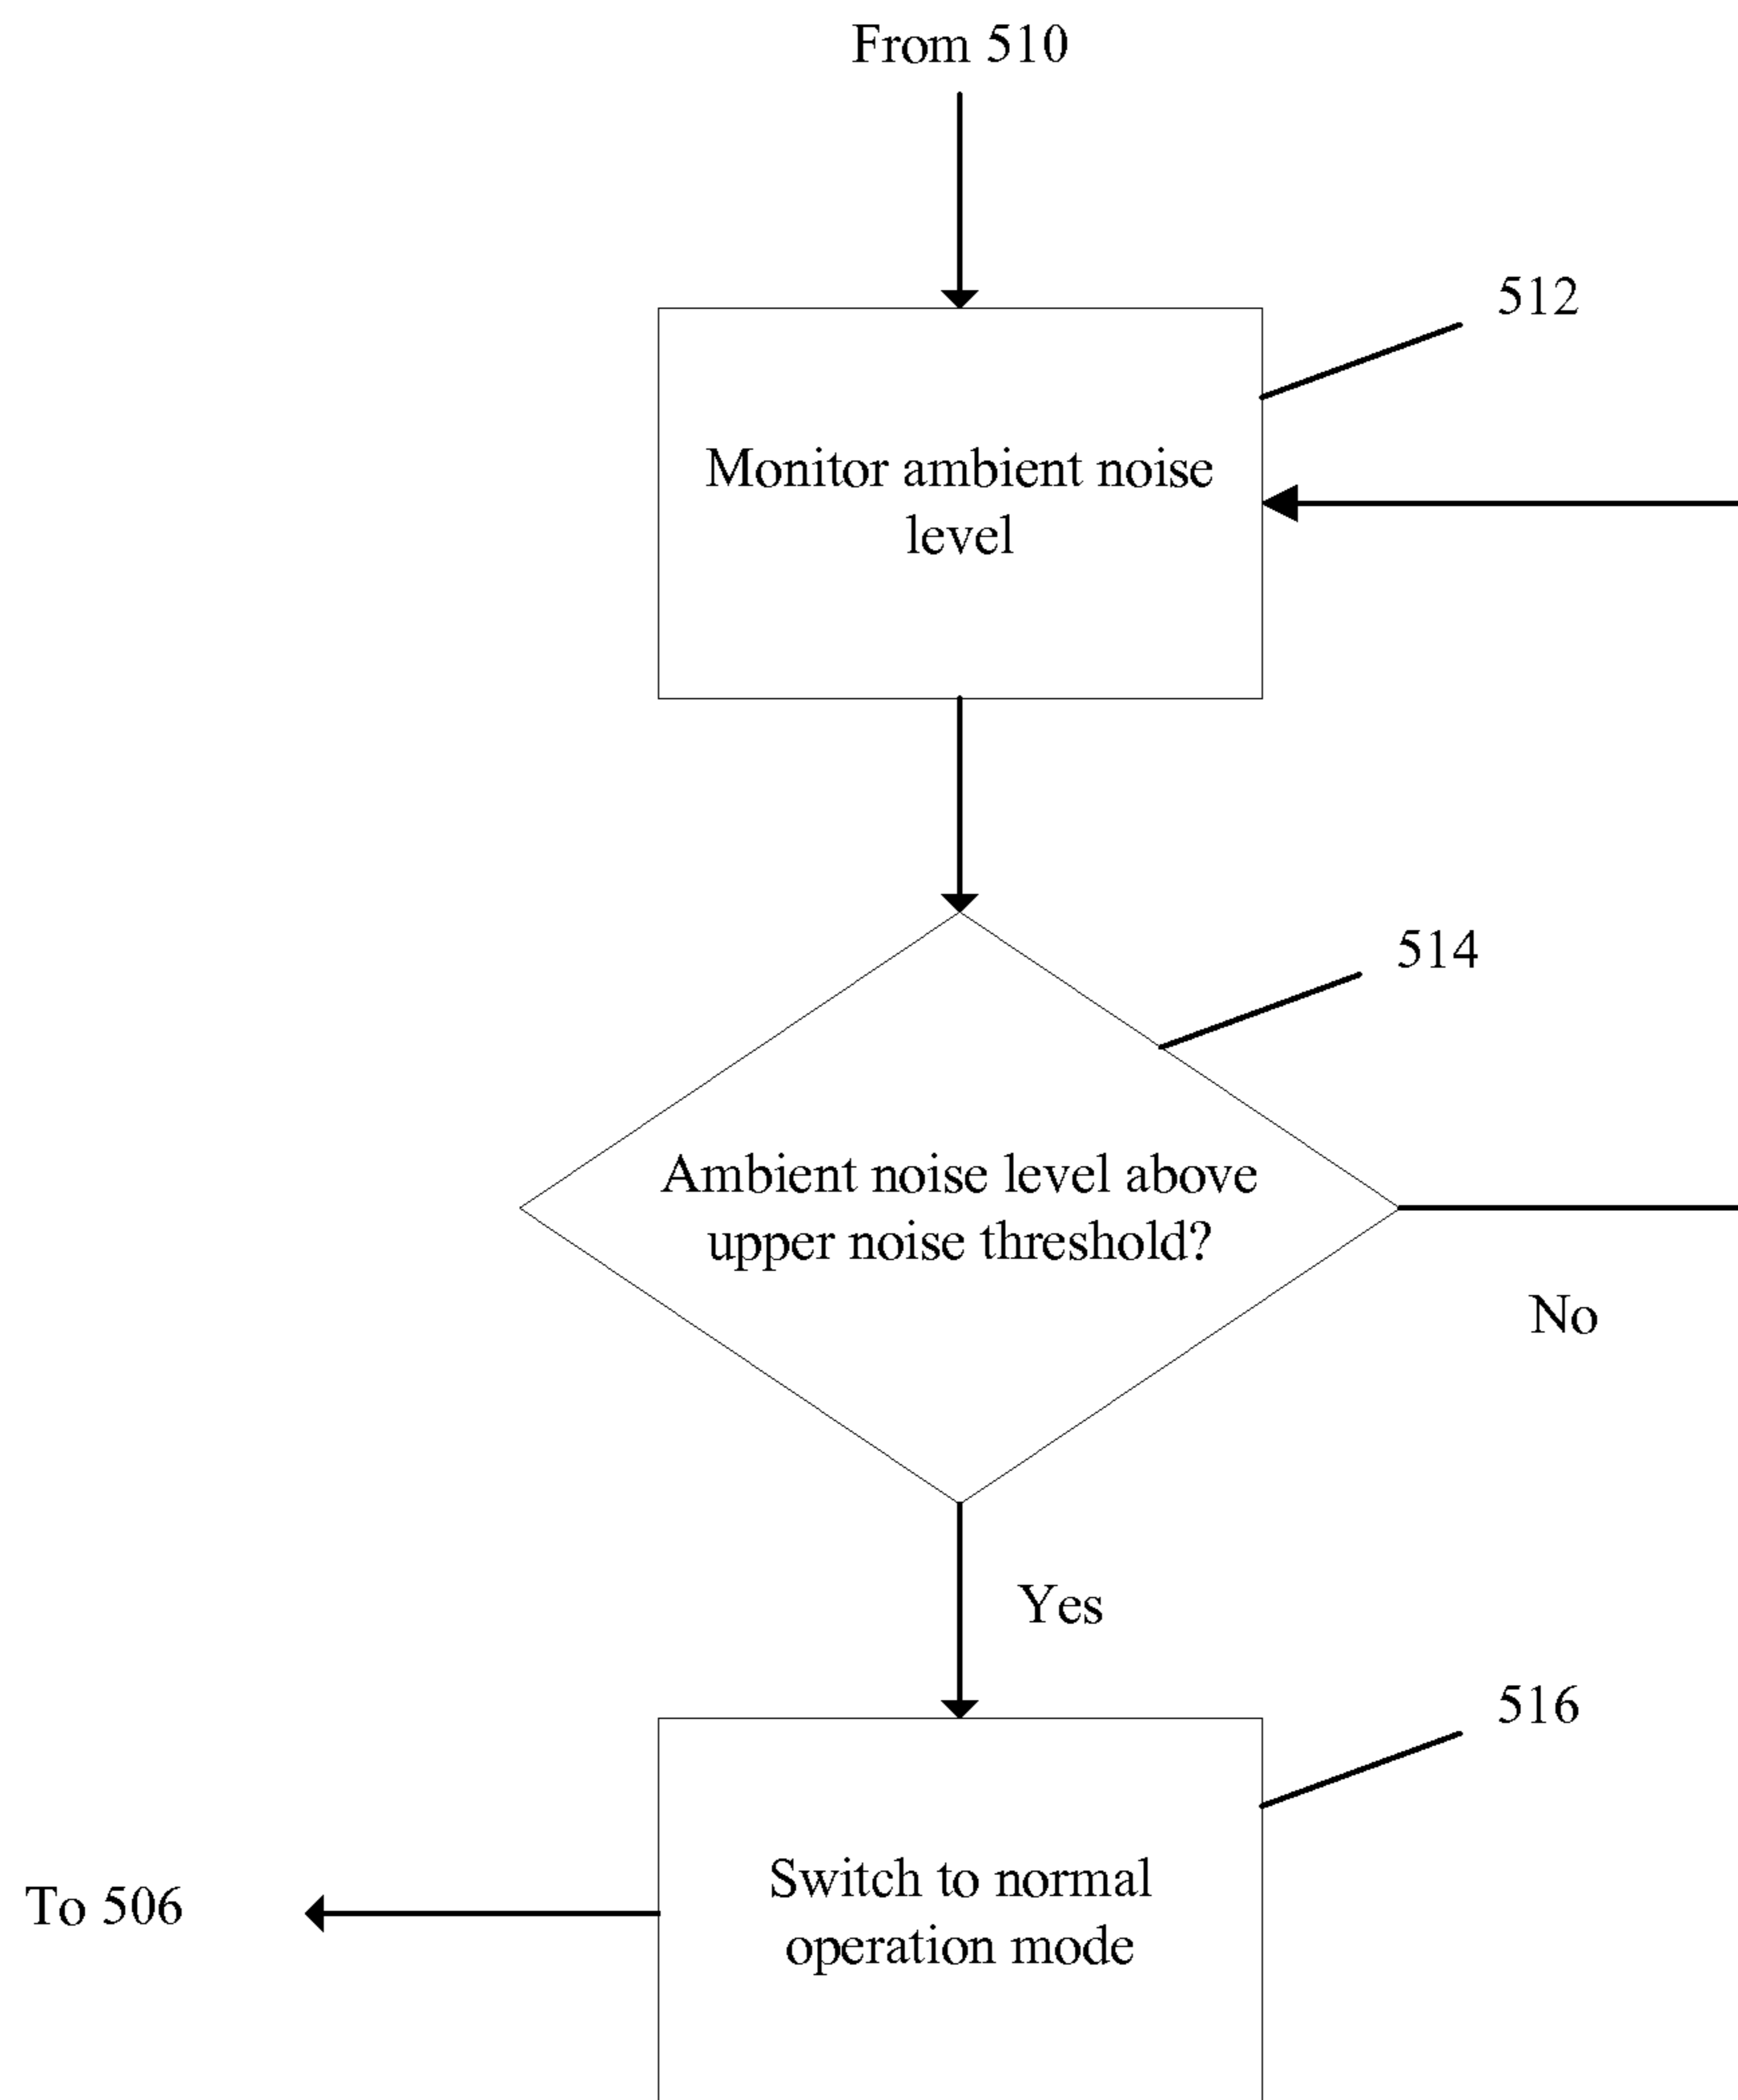 From 510
512
Monitor ambient noise
level
514
Ambient noise level above
upper noise threshold?
No
Yes
516
Switch to normal
operation mode
To 506